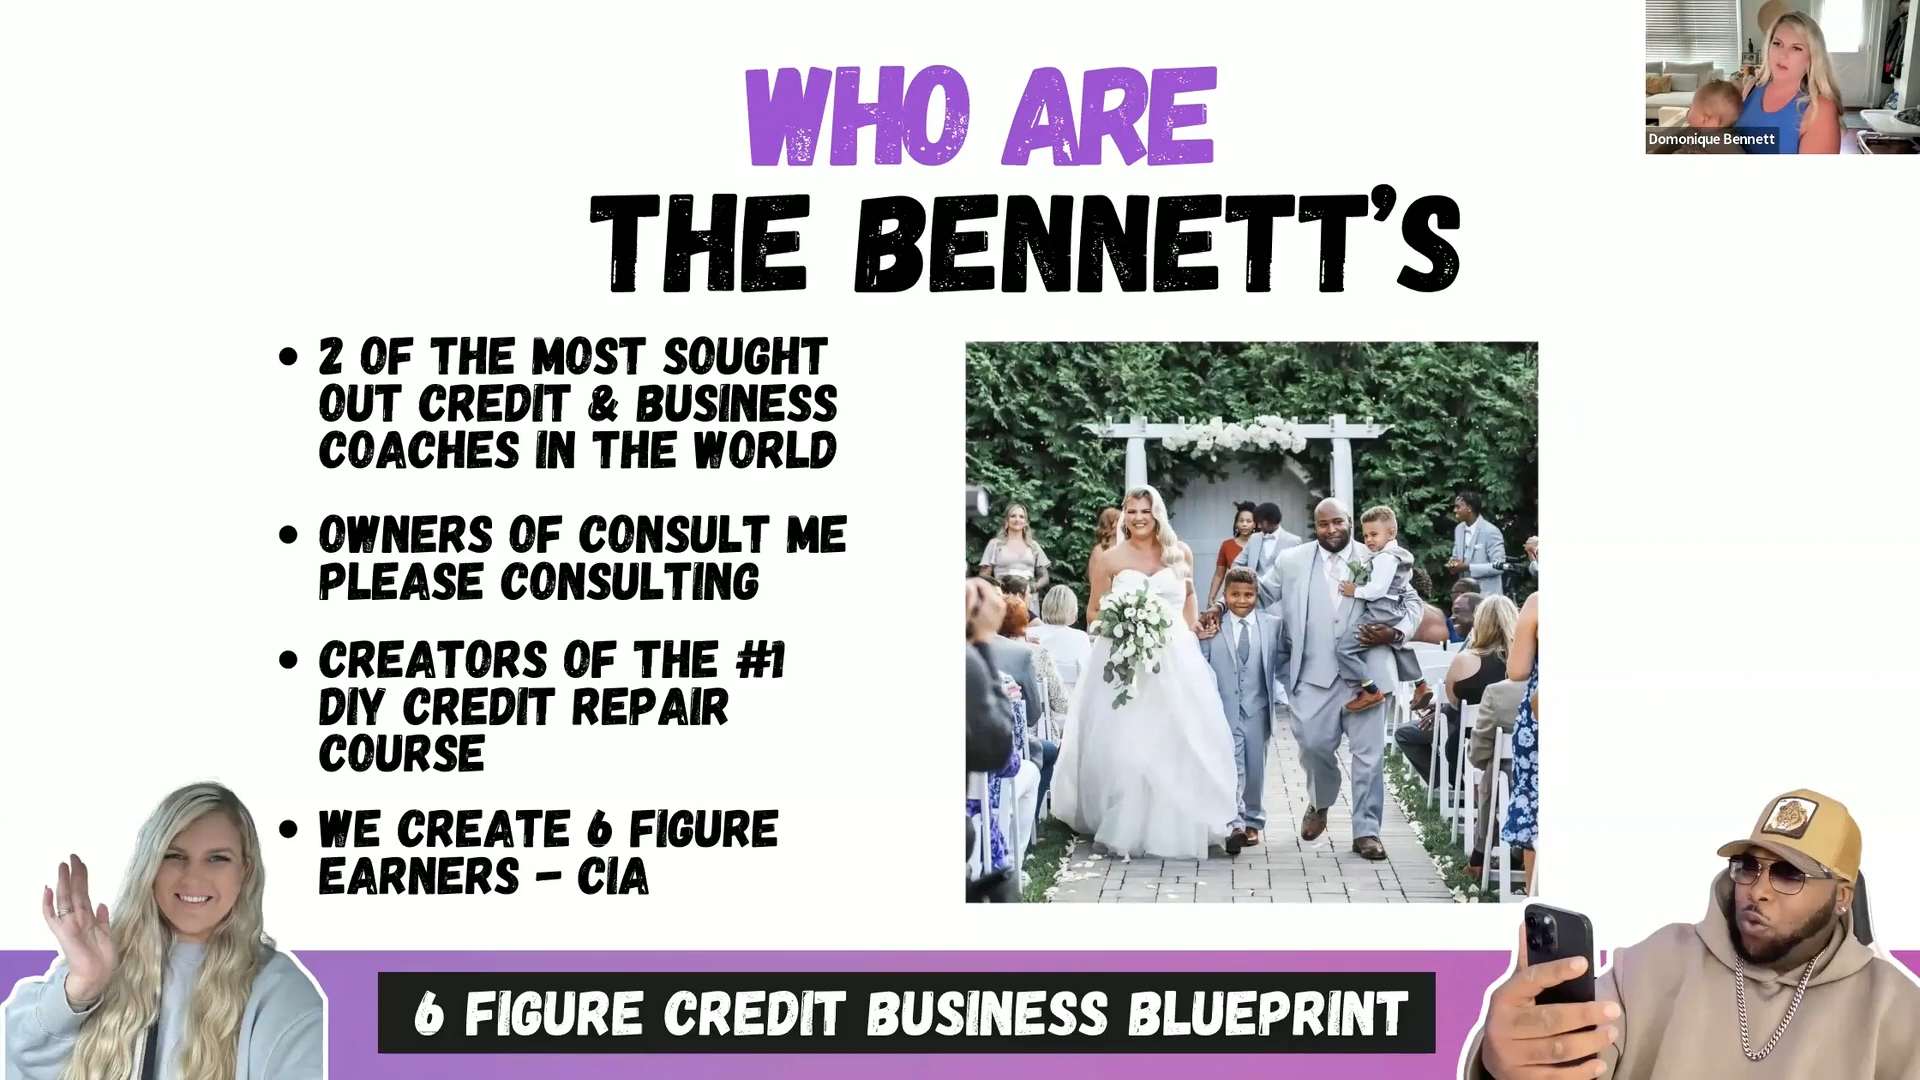 WHO ARE
THE BENNETT'S
Domonique Bennett
• 2 OF THE MOST SOUGHT
OUT CREDIT & BUSINESS
COACHES IN THE WORLD
• OWNERS OF CONSULT ME
PLEASE CONSULTING
• CREATORS OF THE #1
DIY CREDIT REPAIR
COURSE
• WE CREATE 6 FIGURE
EARNERS - CIA
6 FIGURE CREDIT BUSINESS BLUEPRINT